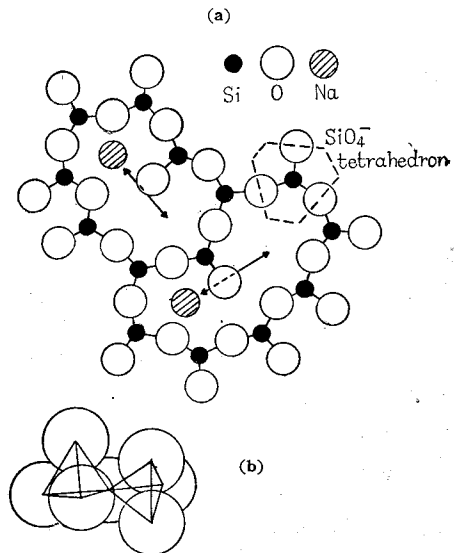 (a)
Si O Na
SiO₄⁻
tetrahedron
(b)